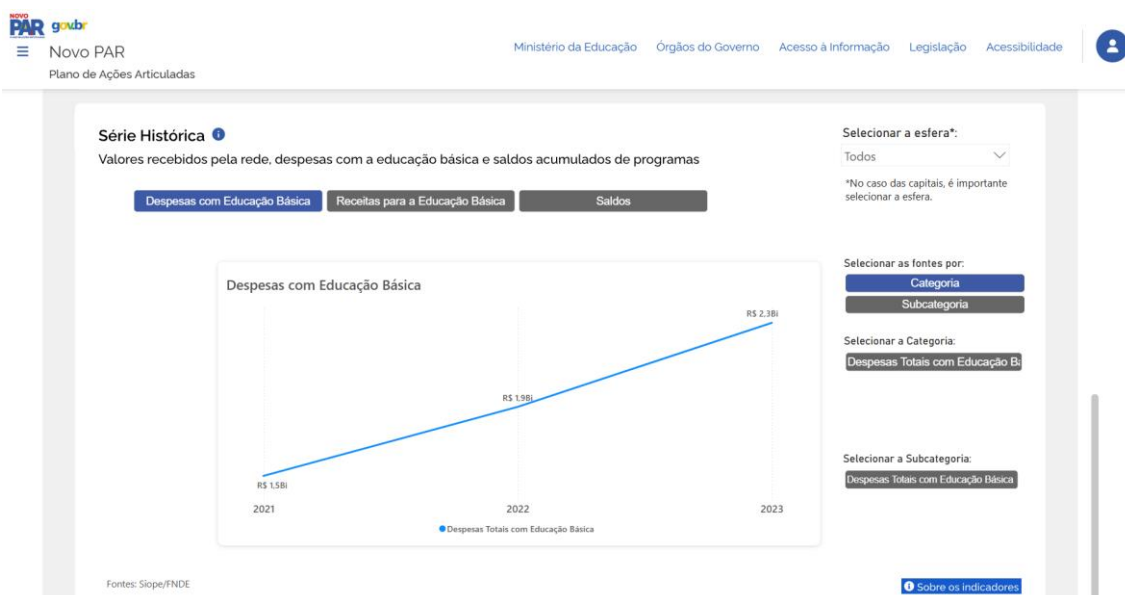 NOVO
PAR gov.br
Novo PAR
Plano de Ações Articuladas
Ministério da Educação Órgãos do Governo Acesso à Informação Legislação Acessibilidade
Série Histórica
Valores recebidos pela rede, despesas com a educação básica e saldos acumulados de programas
Despesas com Educação Básica Receitas para a Educação Básica Saldos
Selecionar a esfera*:
Todos
*No caso das capitais, é importante
selecionar a esfera.
Despesas com Educação Básica
R$ 2,3Bi
R$ 1,9Bi
R$ 1,5Bi
2021 2022 2023
Despesas Totais com Educação Básica
Selecionar as fontes por:
Categoria
Subcategoria
Selecionar a Categoria:
Despesas Totais com Educação Ba
Selecionar a Subcategoria:
Despesas Totais com Educação Básica
Fontes: Siope/FNDE
Sobre os indicadores